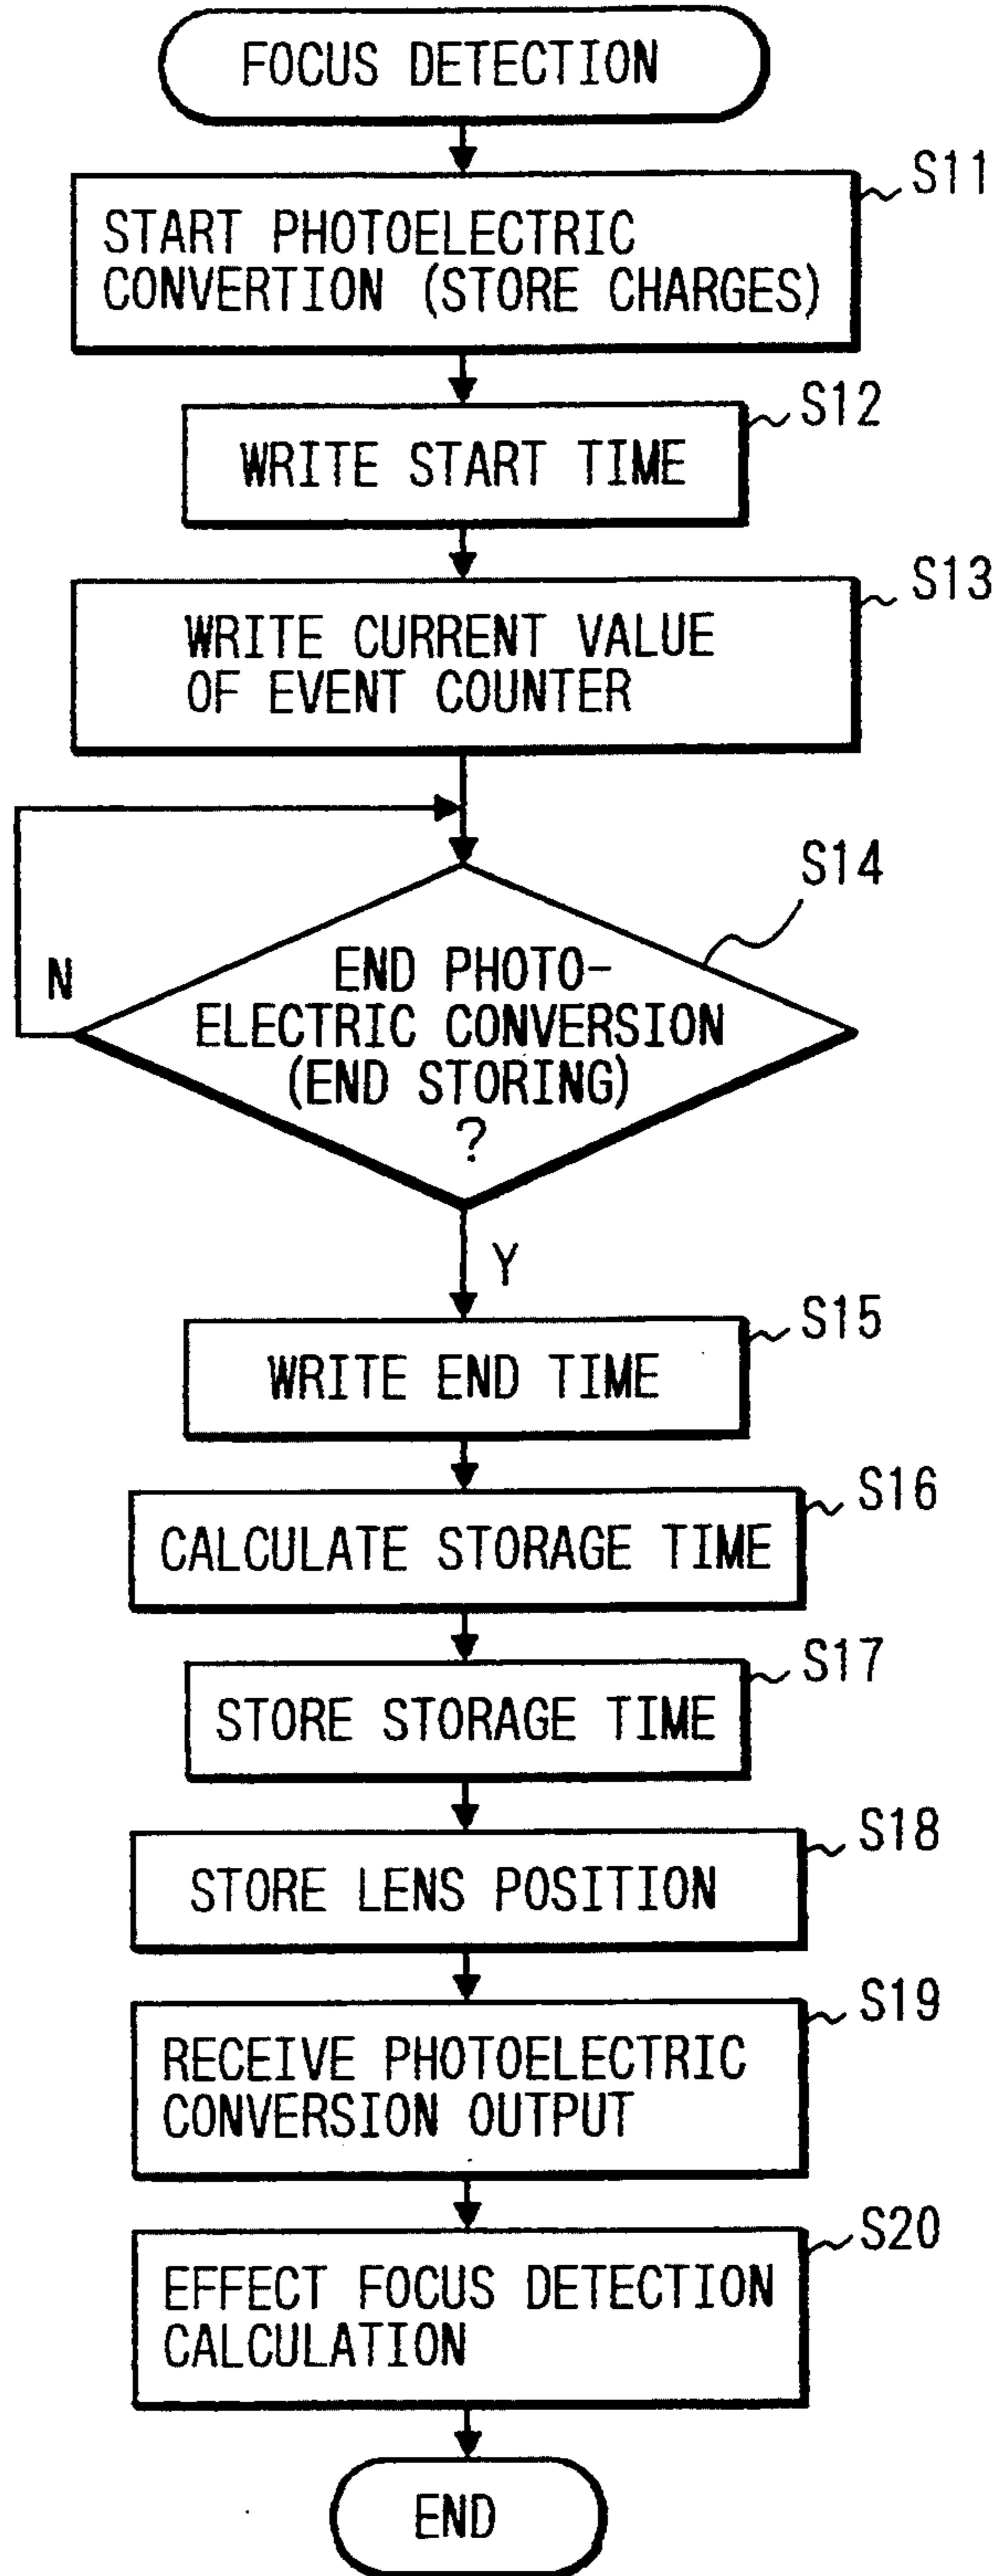 FOCUS DETECTION
S11
START PHOTOELECTRIC
CONVERTION (STORE CHARGES)
S12
WRITE START TIME
S13
WRITE CURRENT VALUE
OF EVENT COUNTER
S14
N
END PHOTO-
ELECTRIC CONVERSION
(END STORING)
?
Y
S15
WRITE END TIME
S16
CALCULATE STORAGE TIME
S17
STORE STORAGE TIME
S18
STORE LENS POSITION
S19
RECEIVE PHOTOELECTRIC
CONVERSION OUTPUT
S20
EFFECT FOCUS DETECTION
CALCULATION
END